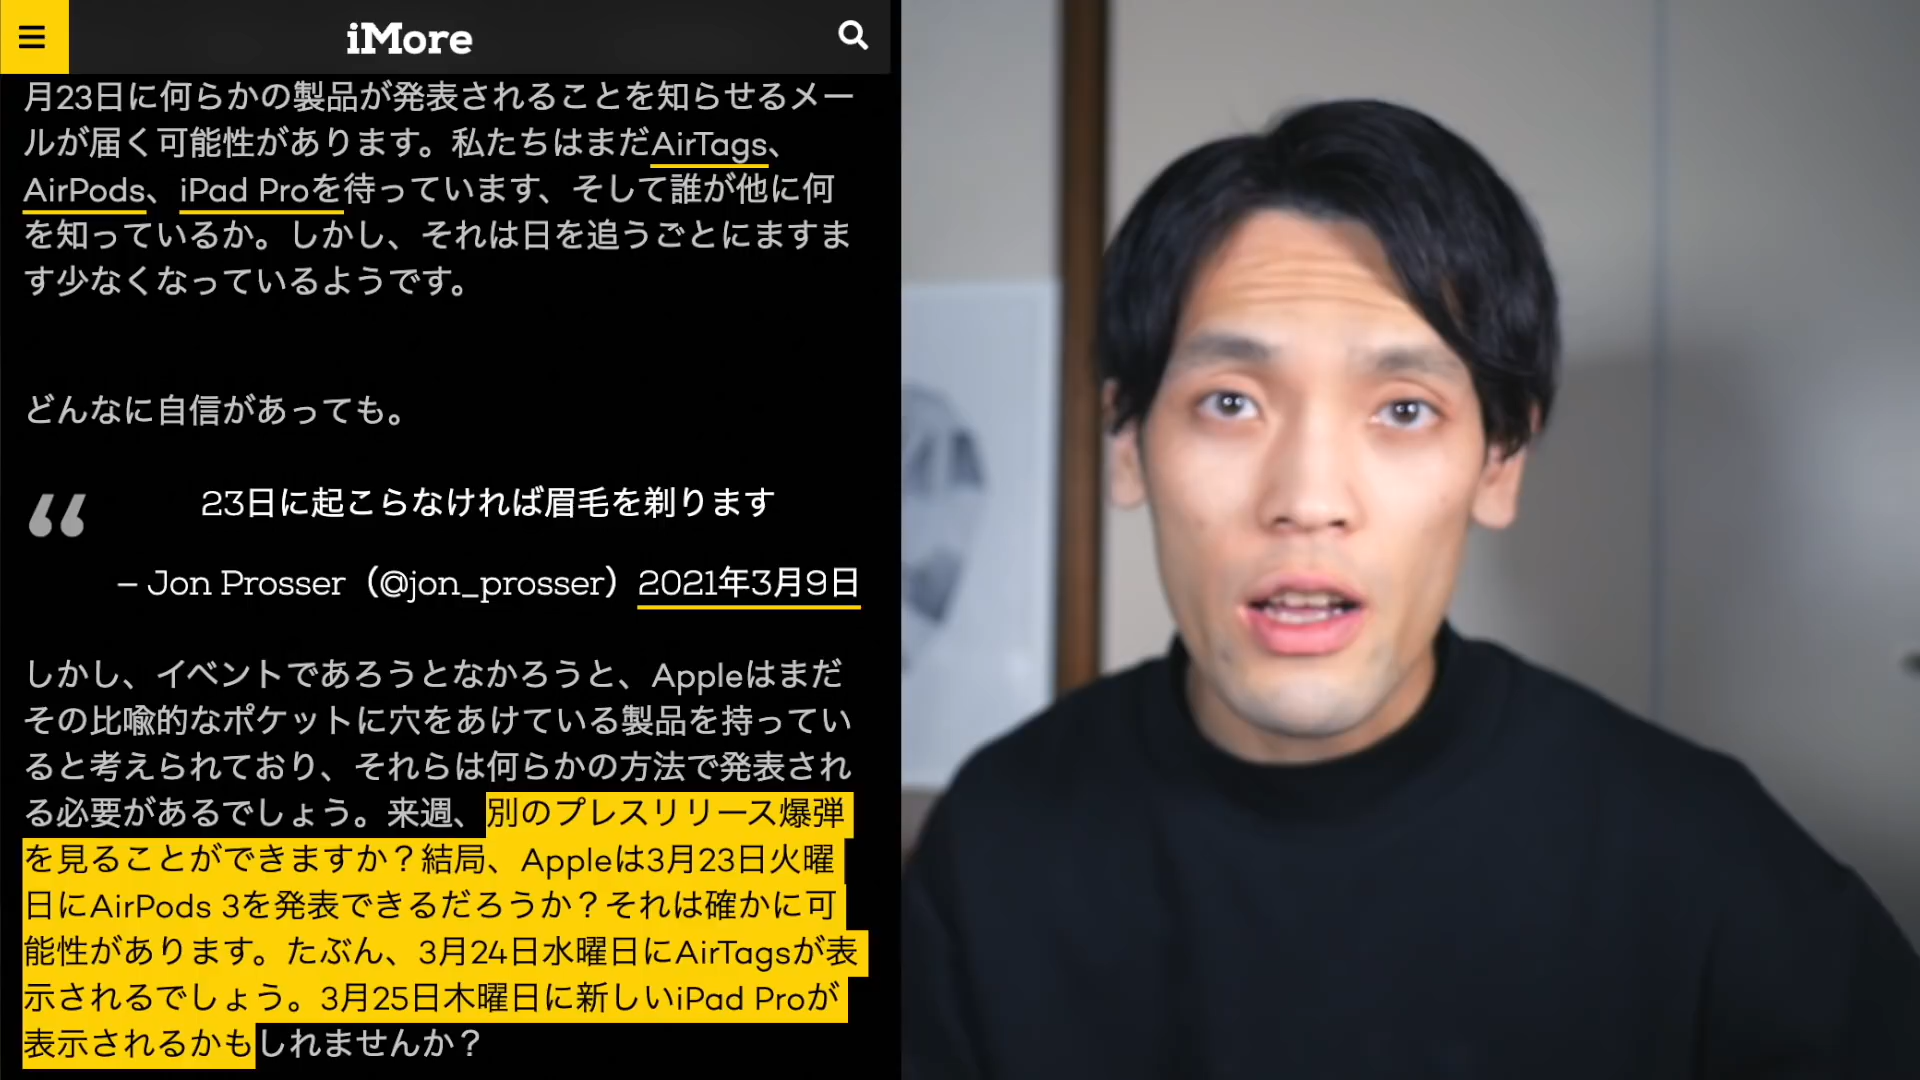 iMore
月23日に何らかの製品が発表されることを知らせるメー
ルが届く可能性があります。私たちはまだAirTags、
AirPods、iPad Proを待っています、そして誰が他に何
を知っているか。しかし、それは日を追うごとにますま
す少なくなっているようです。
どんなに自信があっても。
“
23日に起こらなければ眉毛を剃ります
– Jon Prosser（@jon_prosser）2021年3月9日
しかし、イベントであろうとなかろうと、Appleはまだ
その比喩的なポケットに穴をあけている製品を持ってい
ると考えられており、それらは何らかの方法で発表され
る必要があるでしょう。来週、別のプレスリリース爆弾
を見ることができますか？結局、Appleは3月23日火曜
日にAirPods 3を発表できるだろうか？それは確かに可
能性があります。たぶん、3月24日水曜日にAirTagsが表
示されるでしょう。3月25日木曜日に新しいiPad Proが
表示されるかもしれませんか？